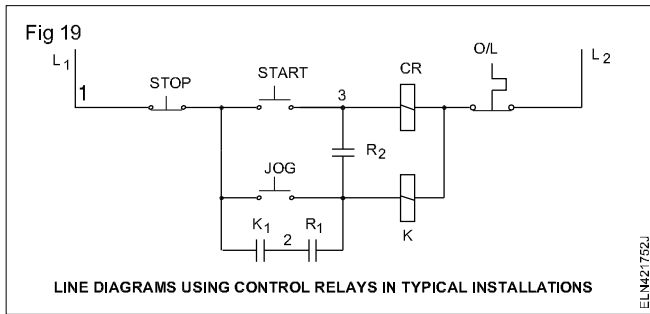 Fig 19
L1
L2
O/L
CR
START
STOP
1
3
R2
JOG
K1
2
R1
K
LINE DIAGRAMS USING CONTROL RELAYS IN TYPICAL INSTALLATIONS
ELN421752J